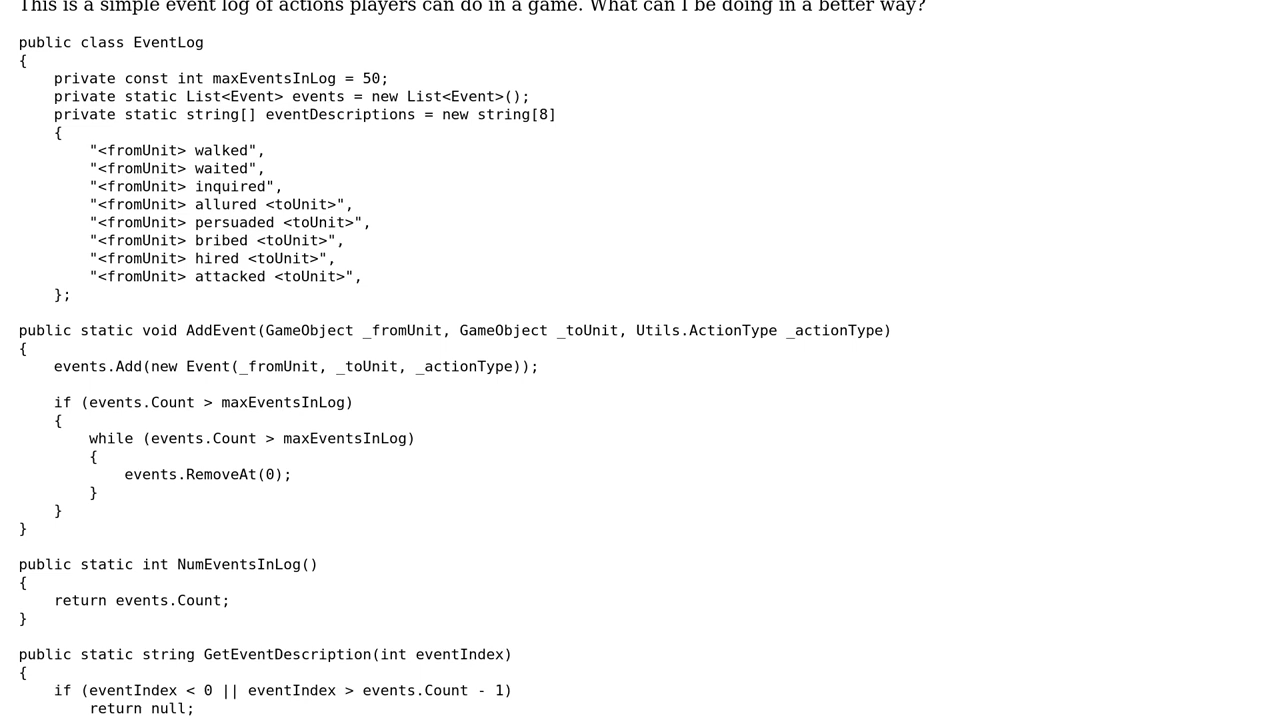 This is a simple event log of actions players can do in a game. What can I be doing in a better way?
public class EventLog
{
    private const int maxEventsInLog = 50;
    private static List<Event> events = new List<Event>();
    private static string[] eventDescriptions = new string[8]
    {
        "<fromUnit> walked",
        "<fromUnit> waited",
        "<fromUnit> inquired",
        "<fromUnit> allured <toUnit>",
        "<fromUnit> persuaded <toUnit>",
        "<fromUnit> bribed <toUnit>",
        "<fromUnit> hired <toUnit>",
        "<fromUnit> attacked <toUnit>",
    };
public static void AddEvent(GameObject _fromUnit, GameObject _toUnit, Utils.ActionType _actionType)
{
    events.Add(new Event(_fromUnit, _toUnit, _actionType));
    if (events.Count > maxEventsInLog)
    {
        while (events.Count > maxEventsInLog)
        {
            events.RemoveAt(0);
        }
    }
}
public static int NumEventsInLog()
{
    return events.Count;
}
public static string GetEventDescription(int eventIndex)
{
    if (eventIndex < 0 || eventIndex > events.Count - 1)
        return null;